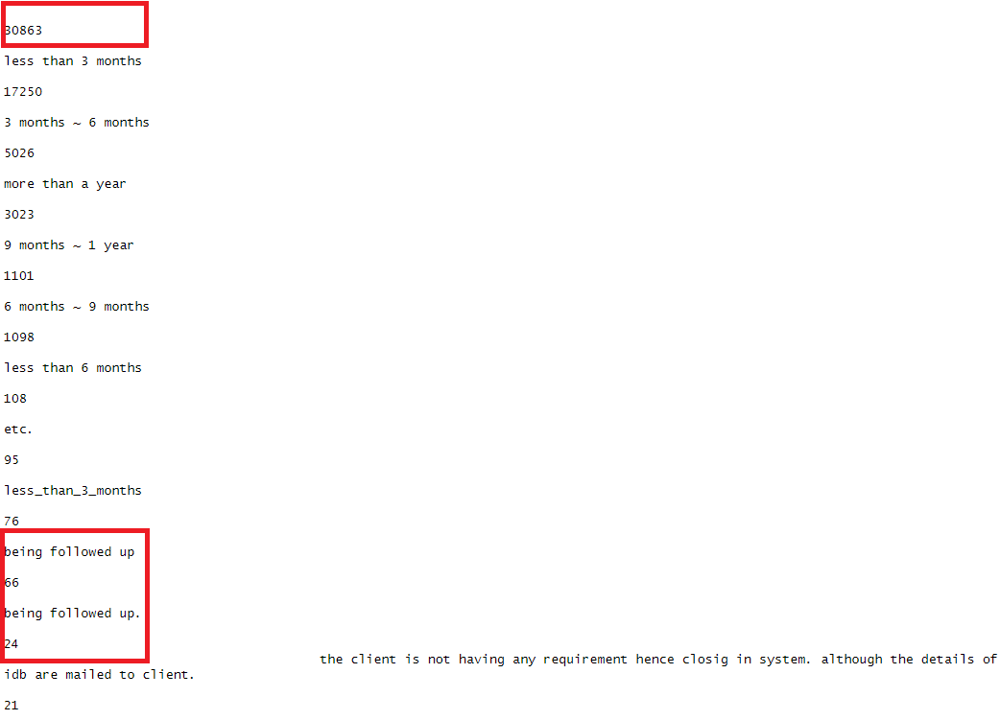 30863
less than 3 months
17250
3 months ~ 6 months
5026
more than a year
3023
9 months ~ 1 year
1101
6 months ~ 9 months
1098
less than 6 months
108
etc.
95
less_than_3_months
76
being followed up
66
being followed up.
24
the client is not having any requirement hence closig in system. although the details of
idb are mailed to client.
21